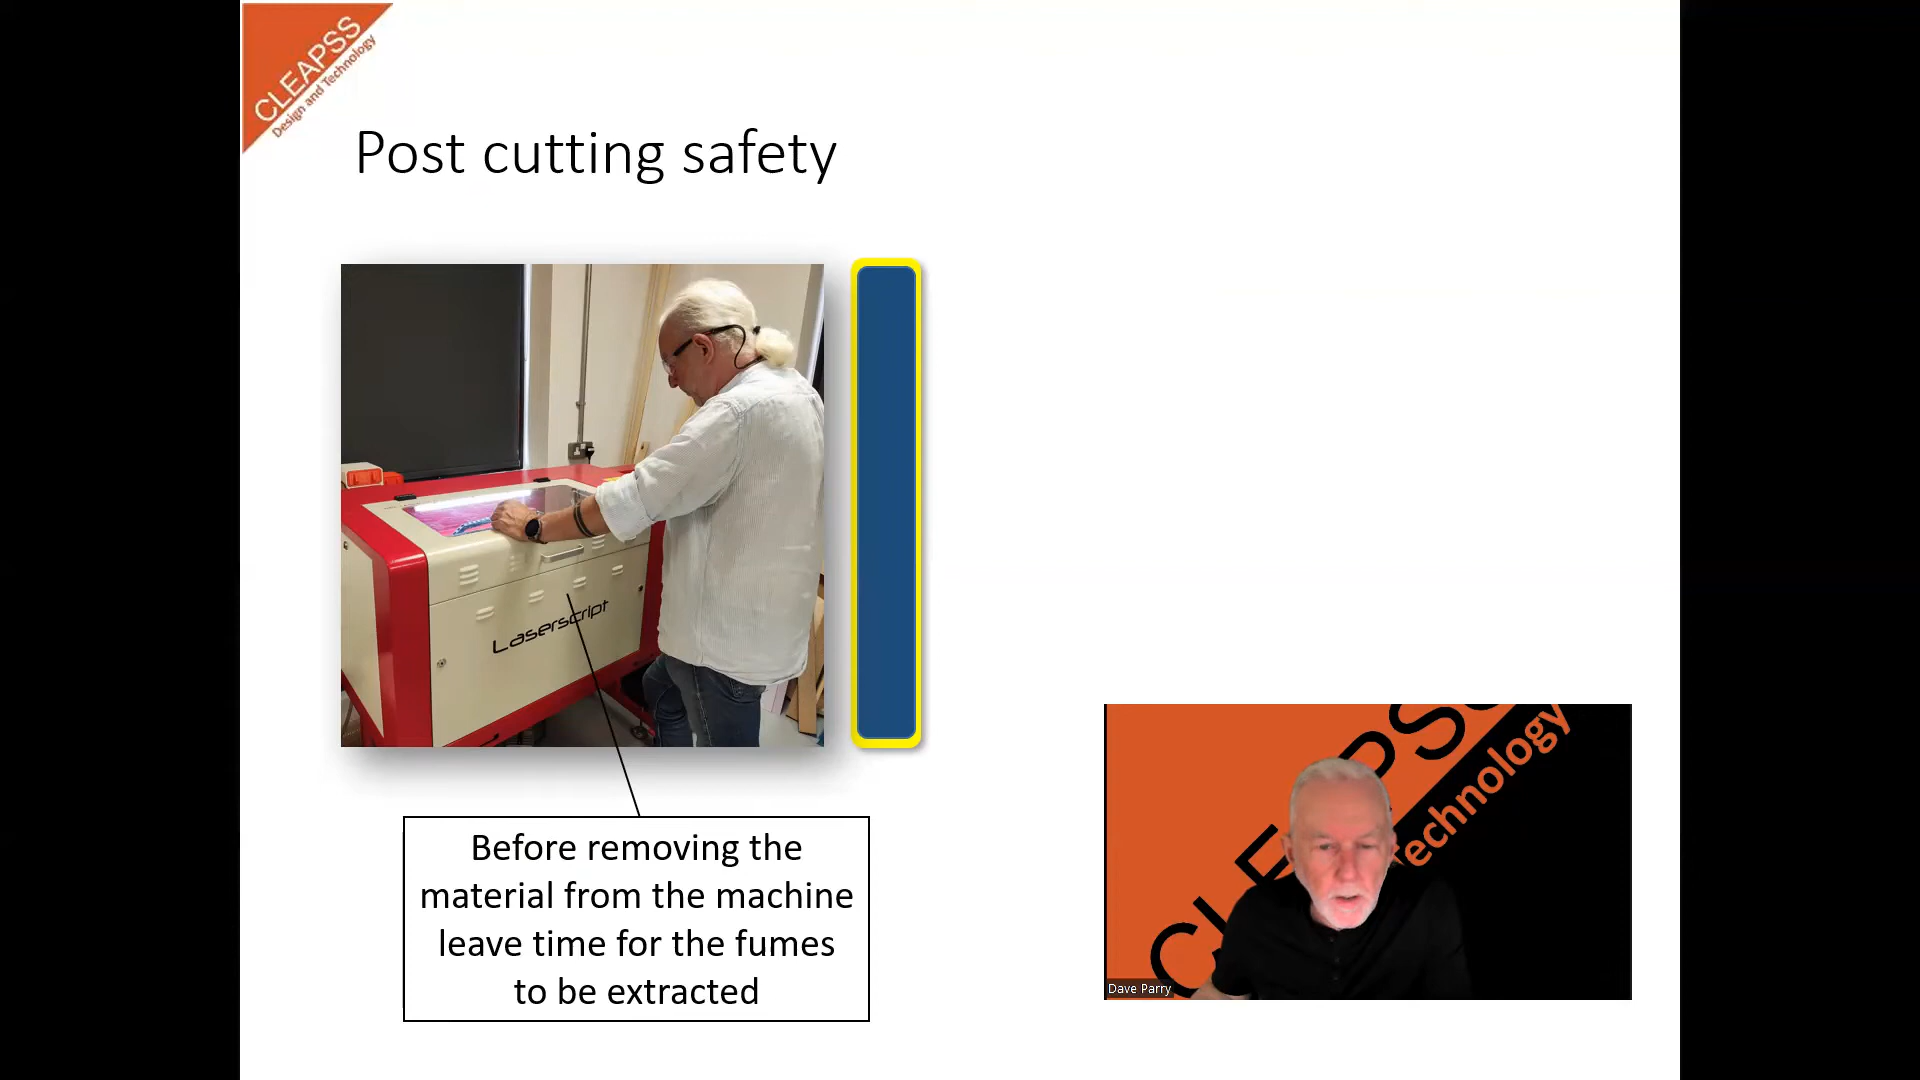 CLEAPSS
Design and Technology
Post cutting safety
Laserscript
Before removing the
material from the machine
leave time for the fumes
to be extracted
Technology
Dave Parry